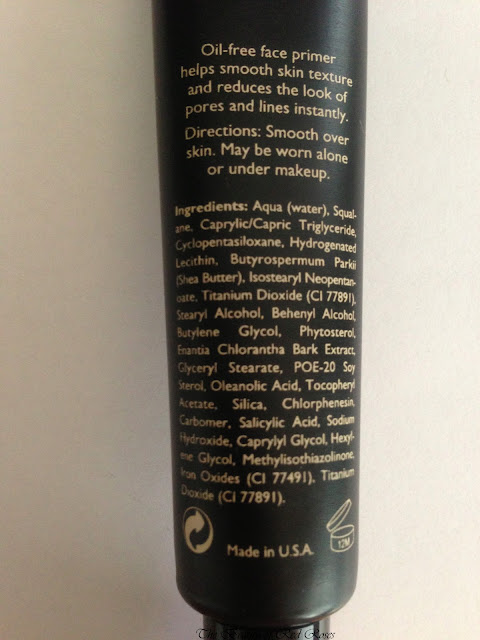 Oil-free face primer
helps smooth skin texture
and reduces the look of
pores and lines instantly.
Directions: Smooth over
skin. May be worn alone
or under makeup.
Ingredients: Aqua (water), Squal-
ane, Caprylic/Capric Triglyceride,
Cyclopentasiloxane, Hydrogenated
Lecithin, Butyrospermum Parkii
(Shea Butter), Isostearyl Neopentan-
oate, Titanium Dioxide (CI 77891),
Stearyl Alcohol, Behenyl Alcohol,
Butylene Glycol, Phytosterol,
Enantia Chlorantha Bark Extract,
Glyceryl Stearate, POE-20 Soy
Sterol, Oleanolic Acid, Tocopheryl
Acetate, Silica, Chlorphenesin,
Carbomer, Salicylic Acid, Sodium
Hydroxide, Caprylyl Glycol, Hexyl-
ene Glycol, Methylisothiazolinone,
Iron Oxides (CI 77491), Titanium
Dioxide (CI 77891).
12M
Made in U.S.A.
The Red Roses